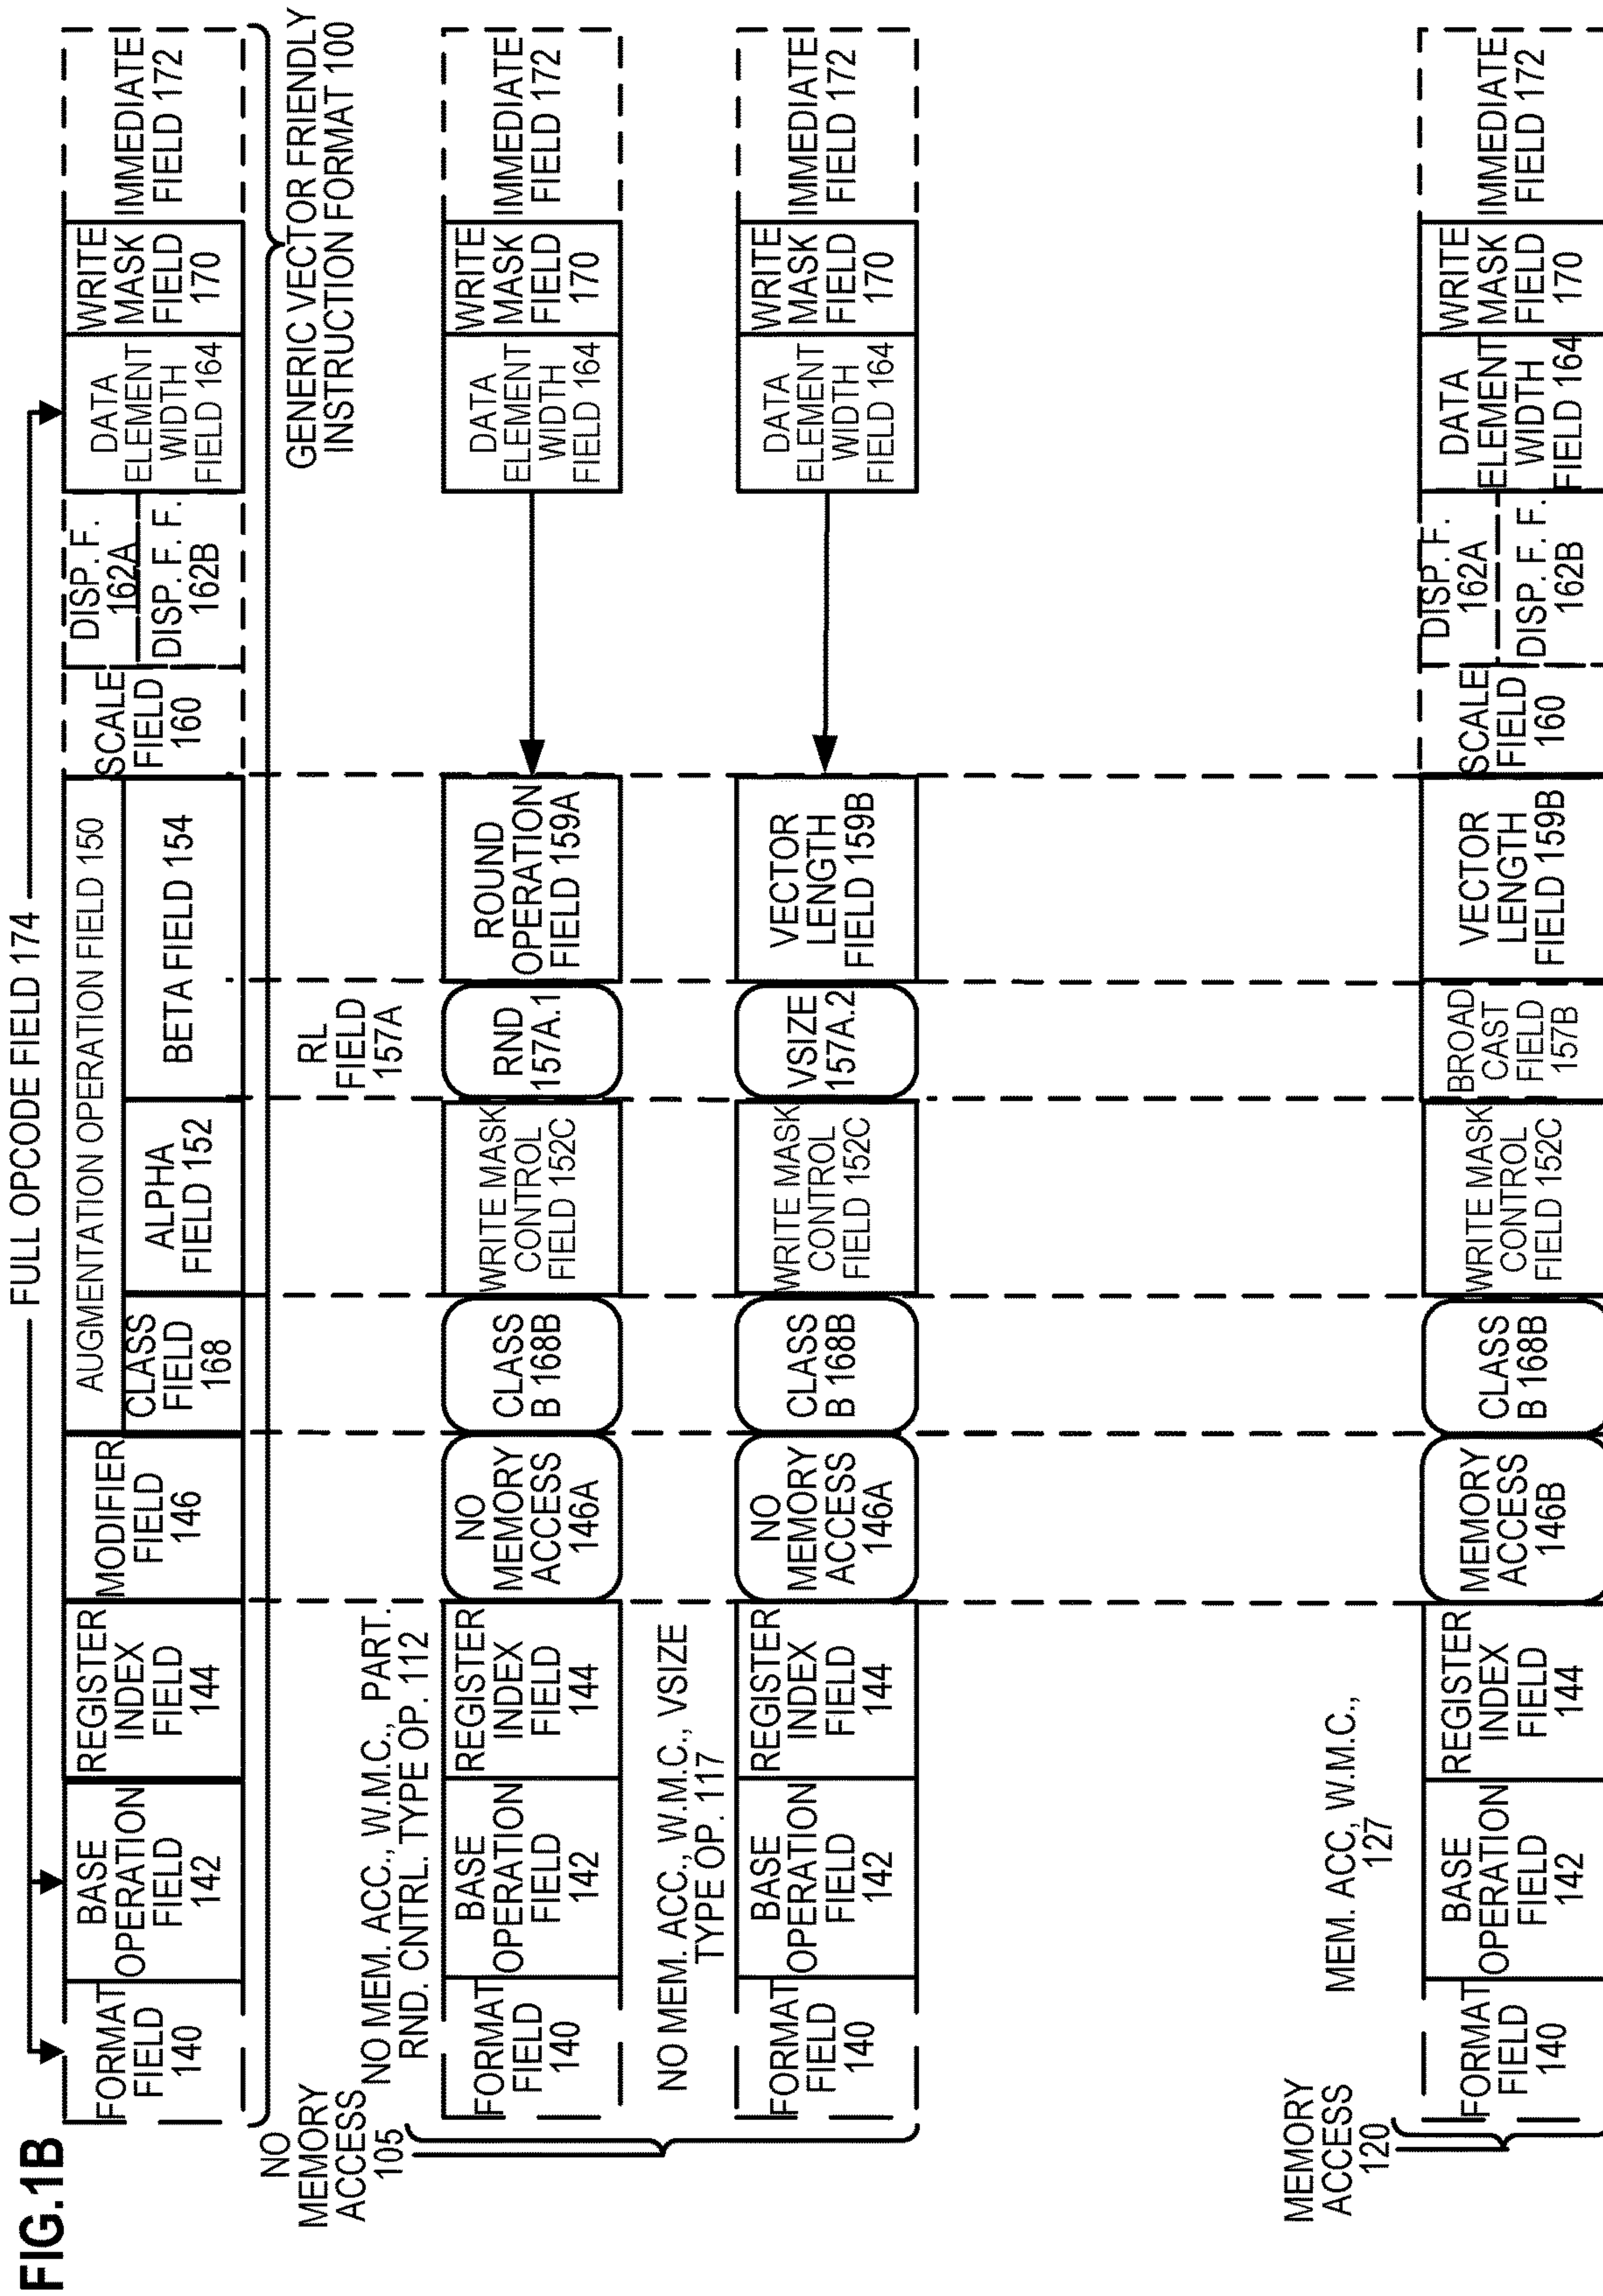 FIG.1B
FULL OPCODE FIELD 174
FORMAT
FIELD
140
BASE
OPERATION
FIELD
142
REGISTER
INDEX
FIELD
144
MODIFIER
FIELD
146
AUGMENTATION OPERATION FIELD 150
CLASS
FIELD
168
ALPHA
FIELD 152
BETA FIELD 154
SCALE
FIELD
160
DISP. F.
162A
DISP. F. F.
162B
DATA
ELEMENT
WIDTH
FIELD 164
WRITE
MASK
FIELD
170
IMMEDIATE
FIELD 172
GENERIC VECTOR FRIENDLY
INSTRUCTION FORMAT 100
NO
MEMORY
ACCESS
105
NO MEM. ACC., W.M.C., PART.
RND. CNTRL. TYPE OP. 112
RL
FIELD
157A
FORMAT
FIELD
140
BASE
OPERATION
FIELD
142
REGISTER
INDEX
FIELD
144
NO
MEMORY
ACCESS
146A
CLASS
B 168B
WRITE MASK
CONTROL
FIELD 152C
RND
157A.1
ROUND
OPERATION
FIELD 159A
DATA
ELEMENT
WIDTH
FIELD 164
WRITE
MASK
FIELD
170
IMMEDIATE
FIELD 172
NO MEM. ACC., W.M.C., VSIZE
TYPE OP. 117
FORMAT
FIELD
140
BASE
OPERATION
FIELD
142
REGISTER
INDEX
FIELD
144
NO
MEMORY
ACCESS
146A
CLASS
B 168B
WRITE MASK
CONTROL
FIELD 152C
VSIZE
157A.2
VECTOR
LENGTH
FIELD 159B
DATA
ELEMENT
WIDTH
FIELD 164
WRITE
MASK
FIELD
170
IMMEDIATE
FIELD 172
MEMORY
ACCESS
120
MEM. ACC, W.M.C.,
127
FORMAT
FIELD
140
BASE
OPERATION
FIELD
142
REGISTER
INDEX
FIELD
144
MEMORY
ACCESS
146B
CLASS
B 168B
WRITE MASK
CONTROL
FIELD 152C
BROAD
CAST
FIELD
157B
VECTOR
LENGTH
FIELD 159B
SCALE
FIELD
160
DISP. F.
162A
DISP. F. F.
162B
DATA
ELEMENT
WIDTH
FIELD 164
WRITE
MASK
FIELD
170
IMMEDIATE
FIELD 172